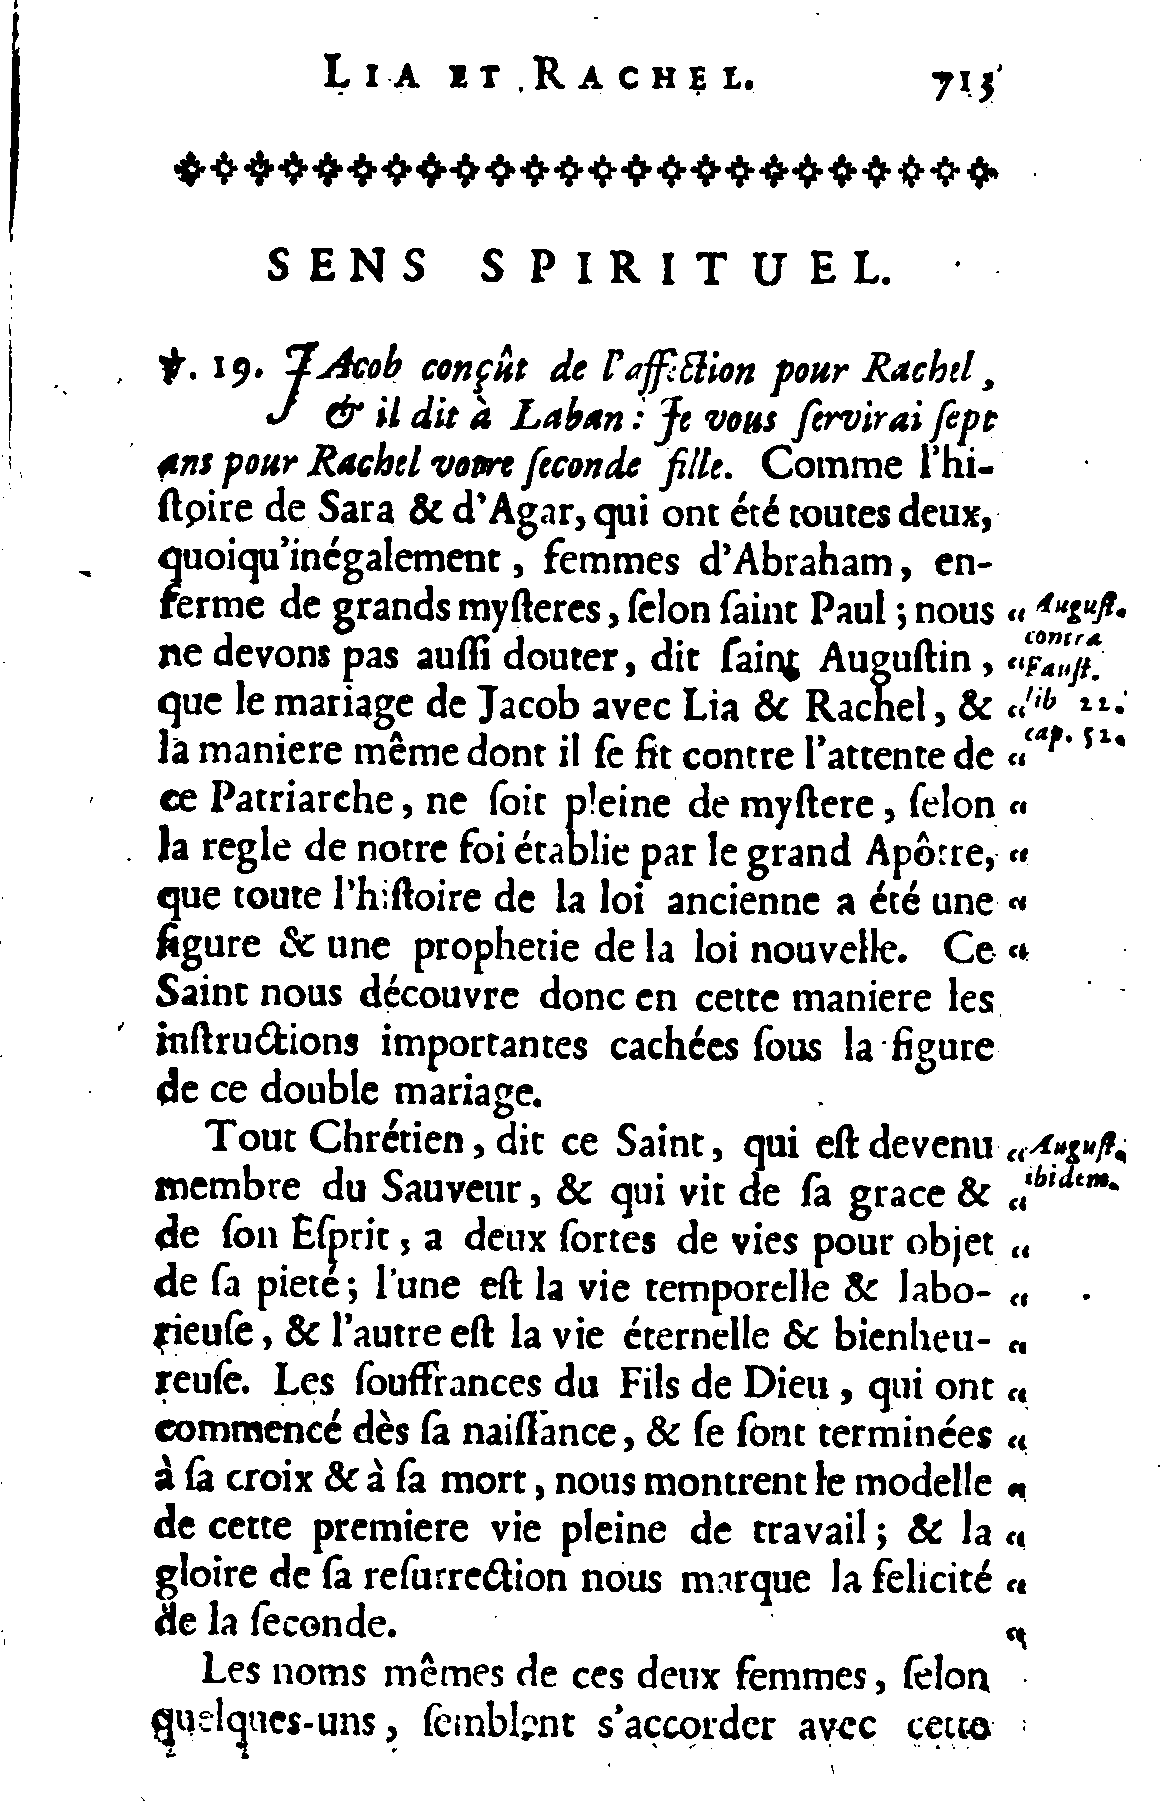 LIA ET RACHEL. 713
SENS SPIRITUEL.
℣. 19. JAcob conçût de l'affection pour Rachel,
& il dit à Laban : Je vous ſervirai ſept
ans pour Rachel votre ſeconde fille. Comme l'hi-
ſtoire de Sara & d'Agar, qui ont été toutes deux,
quoiqu'inégalement, femmes d'Abraham, en-
ferme de grands myſteres, ſelon ſaint Paul ; nous “ Auguſt.
ne devons pas auſſi douter, dit ſaint Auguſtin, “ contra Fauſt.
que le mariage de Jacob avec Lia & Rachel, & “ lib 22.
la maniere même dont il ſe fit contre l'attente de “ cap. 52.
ce Patriarche, ne ſoit pleine de myſtere, ſelon “
la regle de notre foi établie par le grand Apôtre, “
que toute l'hiſtoire de la loi ancienne a été une “
figure & une prophetie de la loi nouvelle. Ce “
Saint nous découvre donc en cette maniere les
inſtructions importantes cachées ſous la figure
de ce double mariage.
Tout Chrétien, dit ce Saint, qui eſt devenu “ Auguſt.
membre du Sauveur, & qui vit de ſa grace & “ ibidem.
de ſon Eſprit, a deux ſortes de vies pour objet “
de ſa pieté ; l'une eſt la vie temporelle & labo- “
rieuſe, & l'autre eſt la vie éternelle & bienheu- “
reuſe. Les ſouffrances du Fils de Dieu, qui ont “
commencé dès ſa naiſſance, & ſe ſont terminées “
à ſa croix & à ſa mort, nous montrent le modelle “
de cette premiere vie pleine de travail ; & la “
gloire de ſa reſurrection nous marque la felicité “
de la ſeconde. “
Les noms mêmes de ces deux femmes, ſelon
quelques-uns, ſemblent s'accorder avec cette